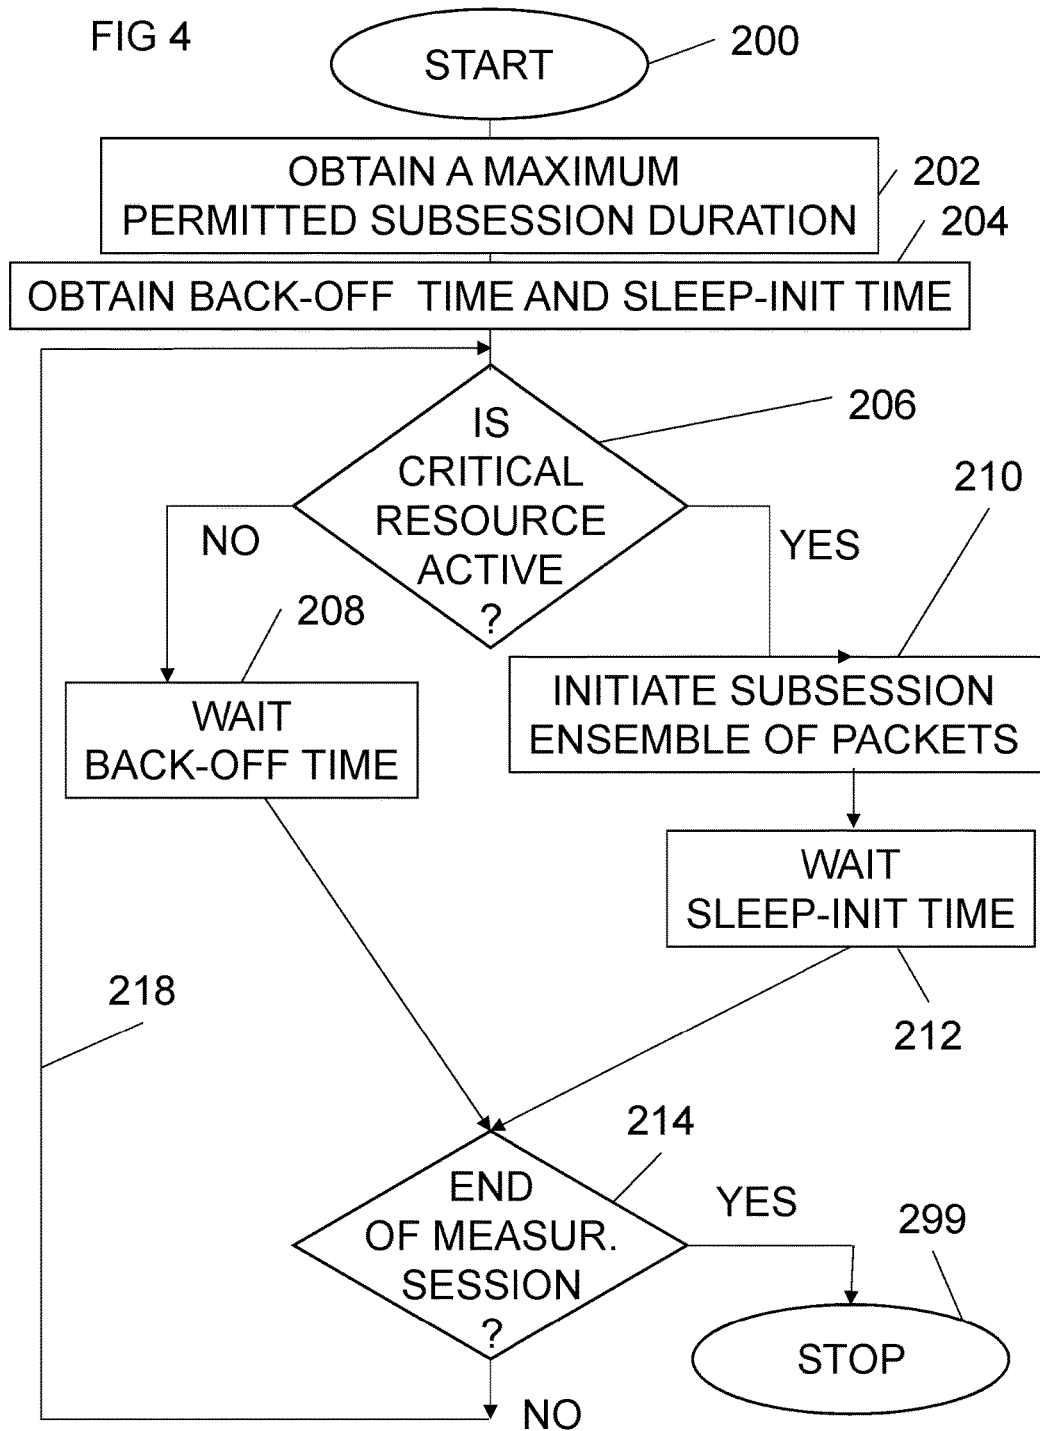 FIG 4
START
200
OBTAIN A MAXIMUM
PERMITTED SUBSESSION DURATION
202
204
OBTAIN BACK-OFF TIME AND SLEEP-INIT TIME
IS
CRITICAL
RESOURCE
ACTIVE
?
206
NO
YES
210
208
WAIT
BACK-OFF TIME
INITIATE SUBSESSION
ENSEMBLE OF PACKETS
WAIT
SLEEP-INIT TIME
212
218
214
END
OF MEASUR.
SESSION
?
YES
299
STOP
NO